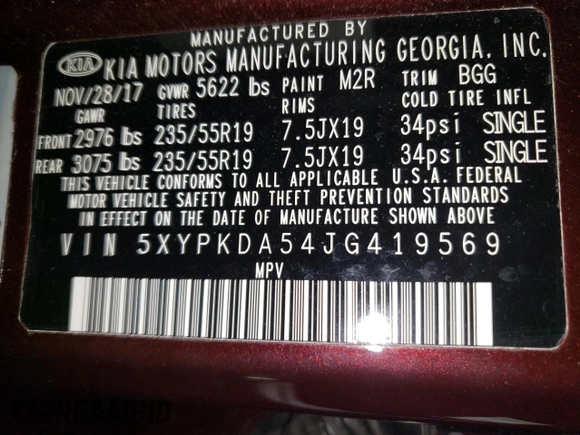 MANUFACTURED BY
KIA KIA MOTORS MANUFACTURING GEORGIA, INC.
NOV/28/17 GVWR 5622 lbs PAINT M2R TRIM BGG
GAWR TIRES RIMS COLD TIRE INFL
FRONT 2976 lbs 235/55R19 7.5JX19 34psi SINGLE
REAR 3075 lbs 235/55R19 7.5JX19 34psi SINGLE
THIS VEHICLE CONFORMS TO ALL APPLICABLE U.S.A. FEDERAL
MOTOR VEHICLE SAFETY AND THEFT PREVENTION STANDARDS
IN EFFECT ON THE DATE OF MANUFACTURE SHOWN ABOVE
VIN 5XYPKDA54JG419569
MPV